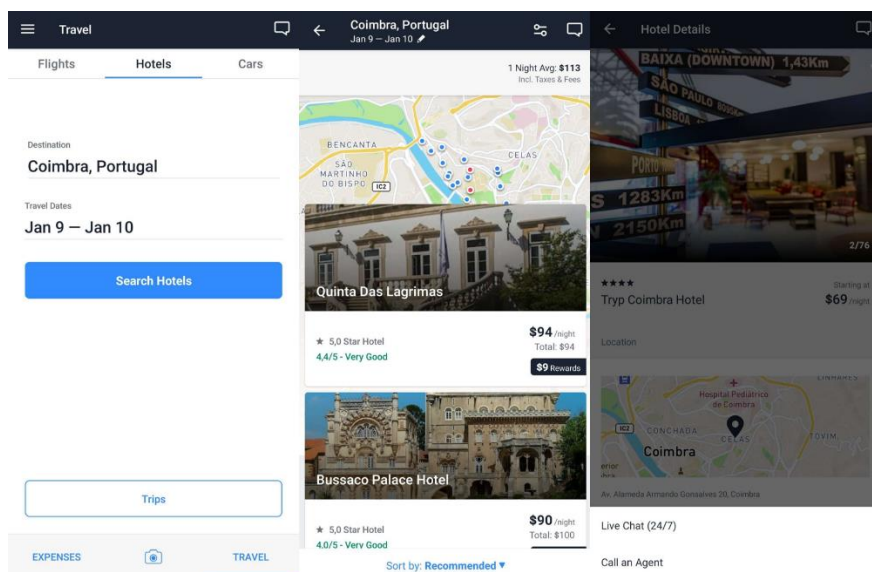 Travel
Flights
Hotels
Cars
Destination
Coimbra, Portugal
Travel Dates
Jan 9 — Jan 10
Search Hotels
Trips
EXPENSES
TRAVEL
Coimbra, Portugal
Jan 9 — Jan 10
1 Night Avg: $113
Incl. Taxes & Fees
BENCANTA
SÃO
MARTINHO
DO BISPO
IC2
CELAS
Quinta Das Lagrimas
5,0 Star Hotel
4,4/5 - Very Good
$94 /night
Total: $94
$9 Rewards
Bussaco Palace Hotel
5,0 Star Hotel
4,0/5 - Very Good
$90 /night
Total: $100
Sort by: Recommended ▼
Hotel Details
BAIXA (DOWNTOWN) 1,43Km
SÃO PAULO
LISBOA
PORTO
S 1283Km
N 2150Km
2/76
★★★★
Tryp Coimbra Hotel
Starting at
$69 /night
Location
Hospital Pediátrico
de Coimbra
LINHARES
IC2
CONCHADA
CELAS
TOVIM
Coimbra
Av. Alameda Armando Gonsalves 20, Coimbra
Live Chat (24/7)
Call an Agent